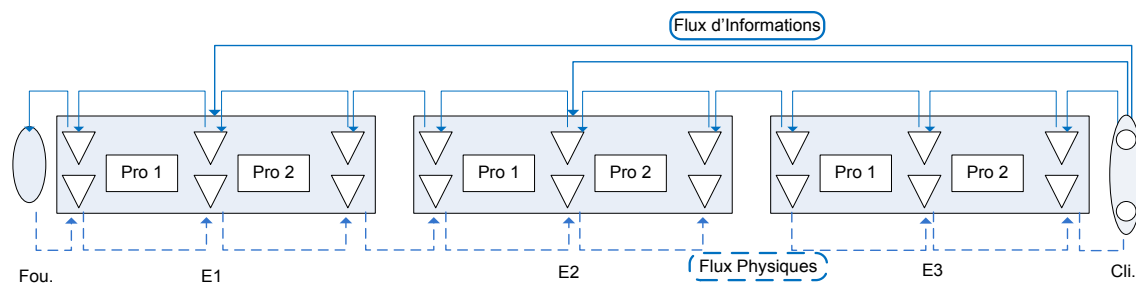 Flux d'Informations
Pro 1 Pro 2 Pro 1 Pro 2 Pro 1 Pro 2
Flux Physiques
Fou. E1 E2 E3 Cli.